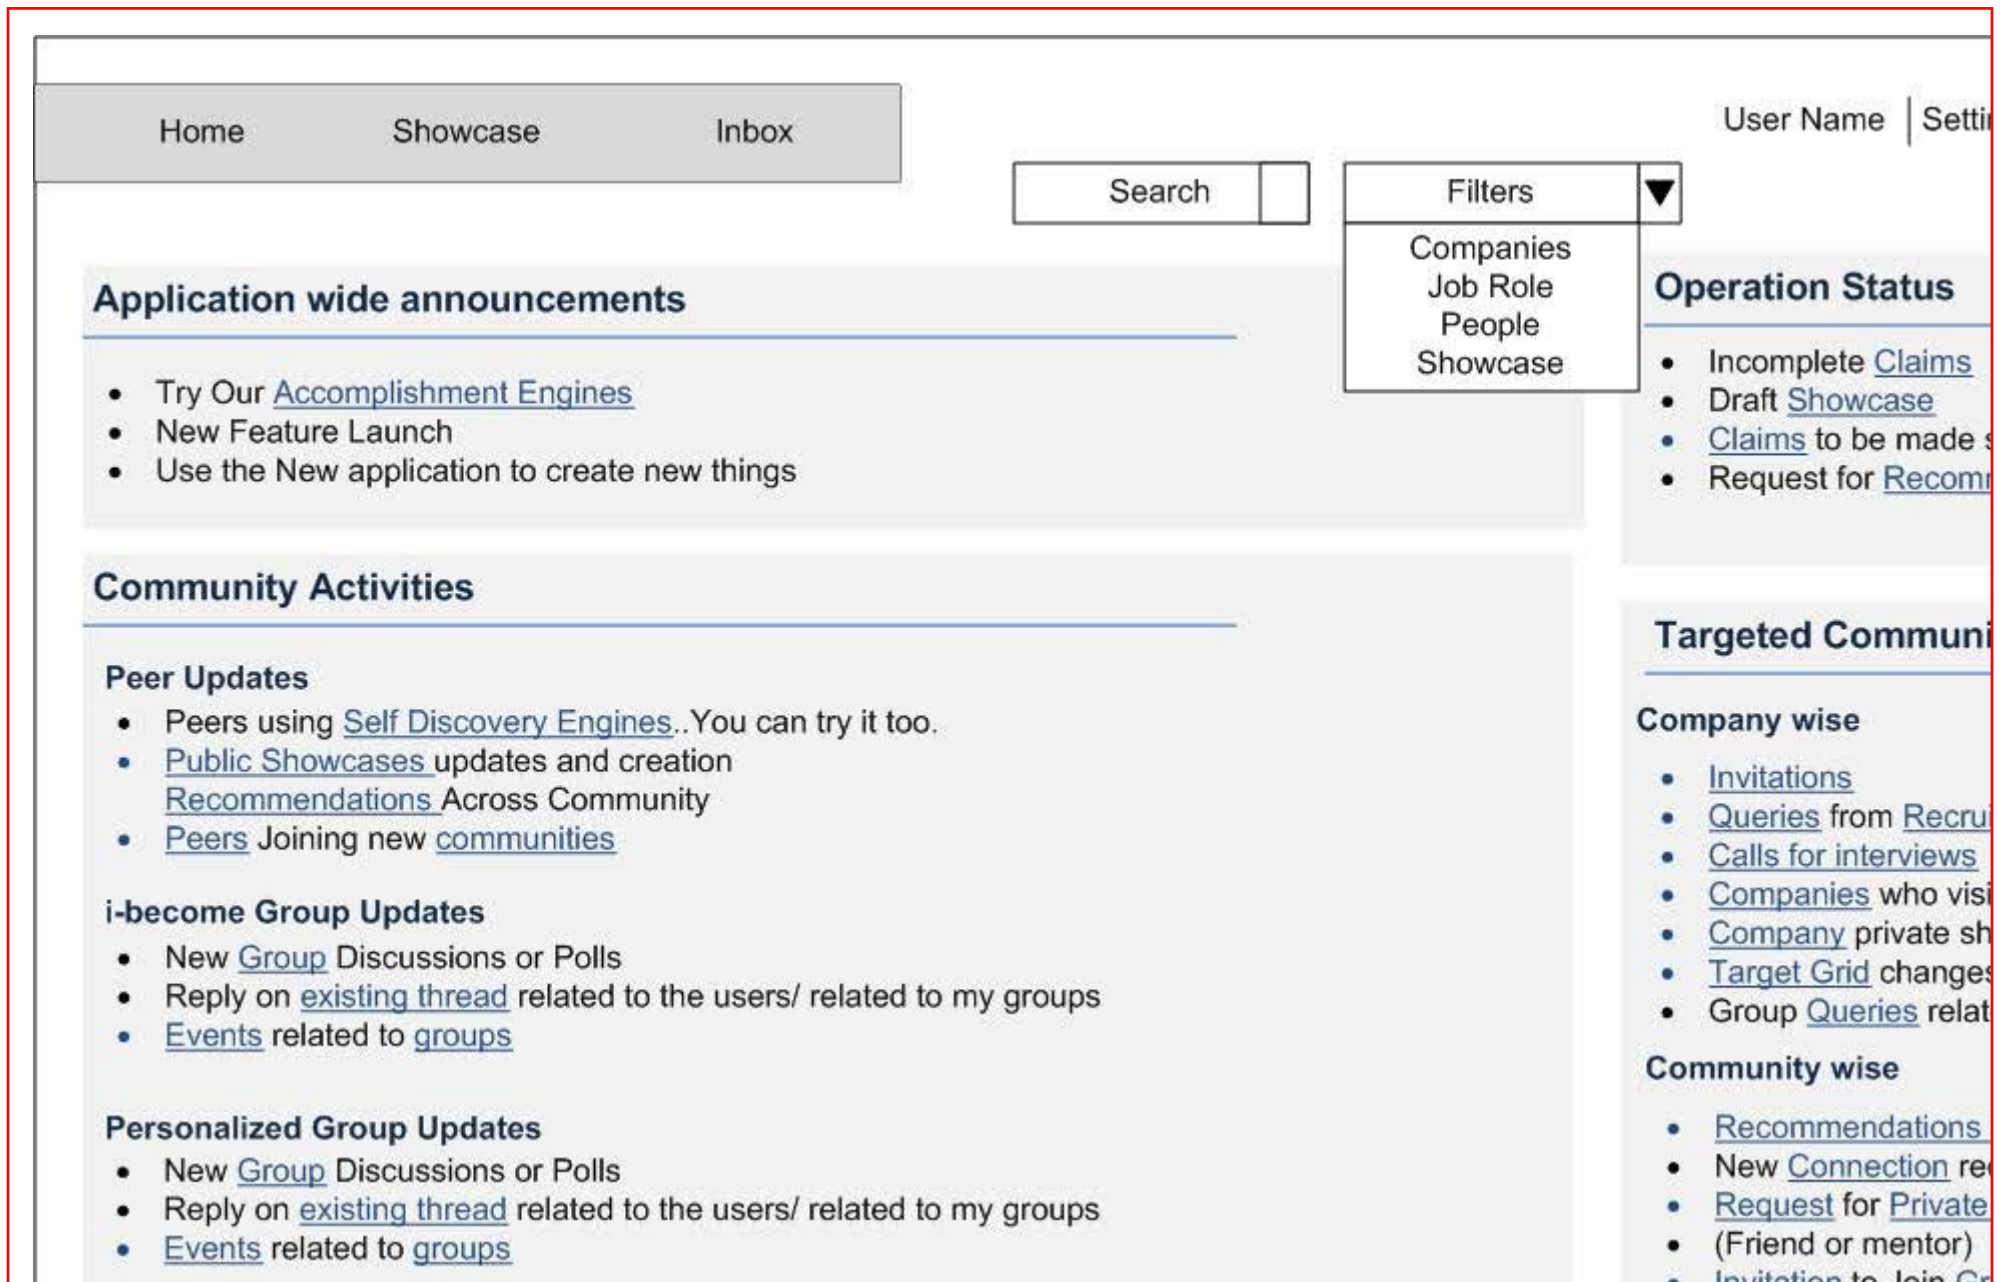 Home Showcase Inbox
User Name
Search
Filters
Companies
Job Role
People
Showcase
Application wide announcements
• Try Our Accomplishment Engines
• New Feature Launch
• Use the New application to create new things
Community Activities
Peer Updates
• Peers using Self Discovery Engines..You can try it too.
• Public Showcases updates and creation
Recommendations Across Community
• Peers Joining new communities
i-become Group Updates
• New Group Discussions or Polls
• Reply on existing thread related to the users/ related to my groups
• Events related to groups
Personalized Group Updates
• New Group Discussions or Polls
• Reply on existing thread related to the users/ related to my groups
• Events related to groups
Operation Status
• Incomplete Claims
• Draft Showcase
• Claims to be made
• Request for
Targeted
Company wise
• Invitations
• Queries from
• Calls for interviews
• Companies who
• Company private
• Target Grid changes
• Group Queries
Community wise
• Recommendations
• New Connection
• Request for Private
• (Friend or mentor)
• Invitation to Join